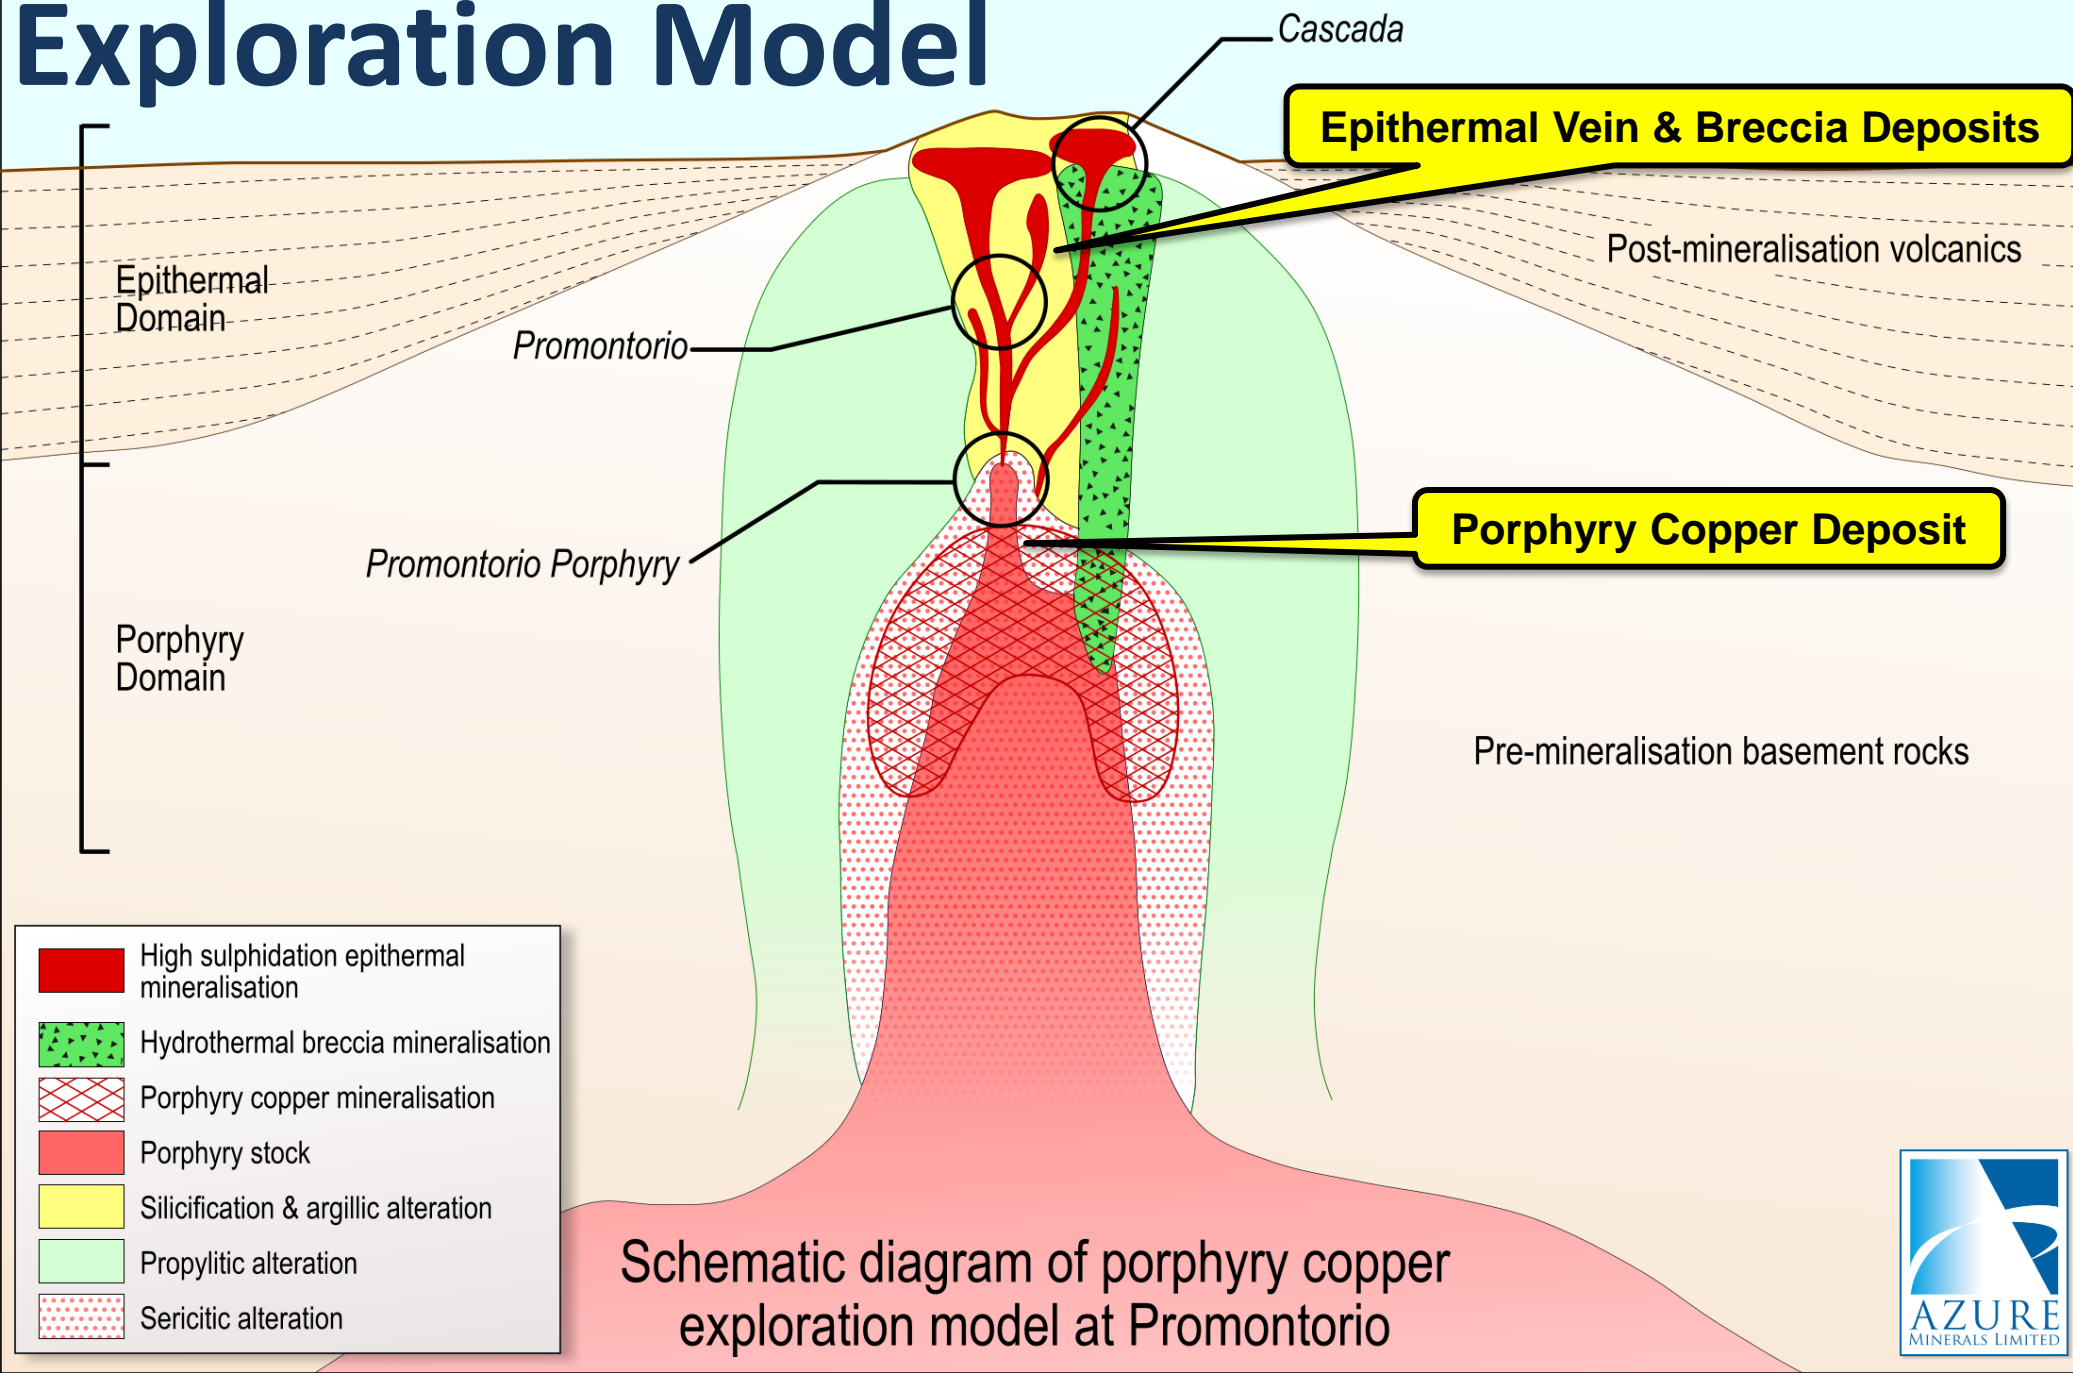 Exploration Model
Cascada
Epithermal Vein & Breccia Deposits
Post-mineralisation volcanics
Epithermal
Domain
Promontorio
Porphyry Copper Deposit
Promontorio Porphyry
Porphyry
Domain
Pre-mineralisation basement rocks
High sulphidation epithermal
mineralisation
Hydrothermal breccia mineralisation
Porphyry copper mineralisation
Porphyry stock
Silicification & argillic alteration
Propylitic alteration
Sericitic alteration
Schematic diagram of porphyry copper
exploration model at Promontorio
AZURE
MINERALS LIMITED